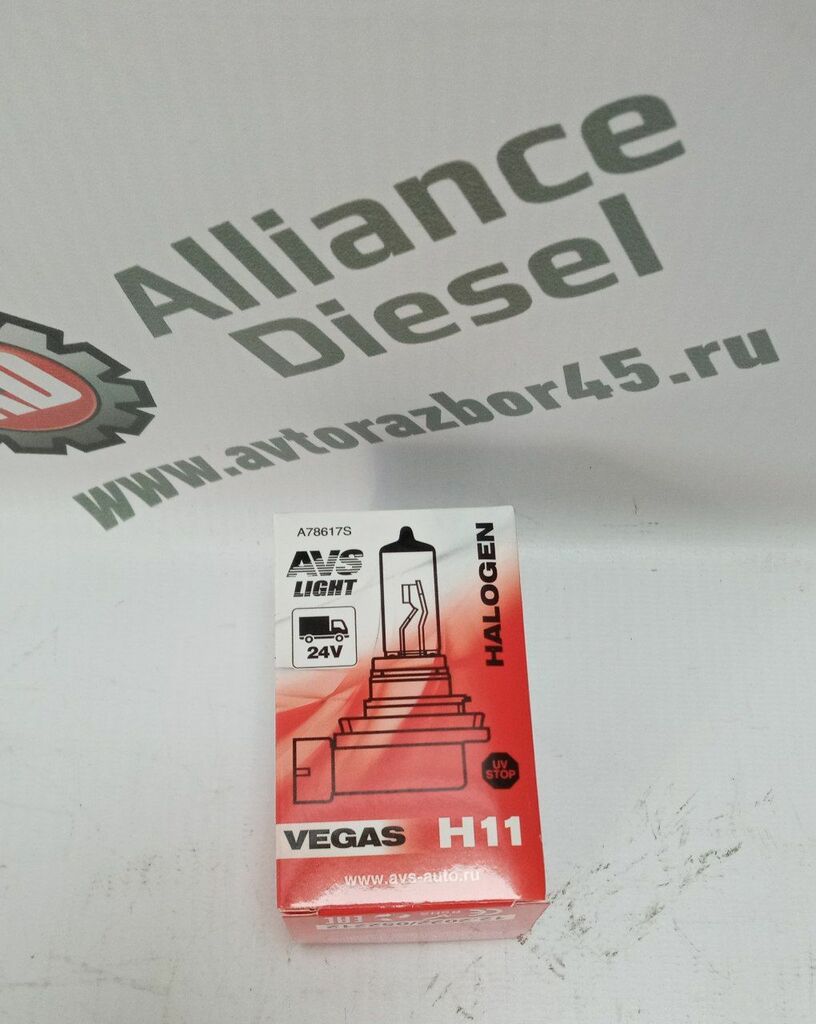 Alliance
Diesel
www.avtorazbor45.ru
A78617S
AVS
LIGHT
24V
HALOGEN
UV
STOP
VEGAS H11
www.avs-auto.ru